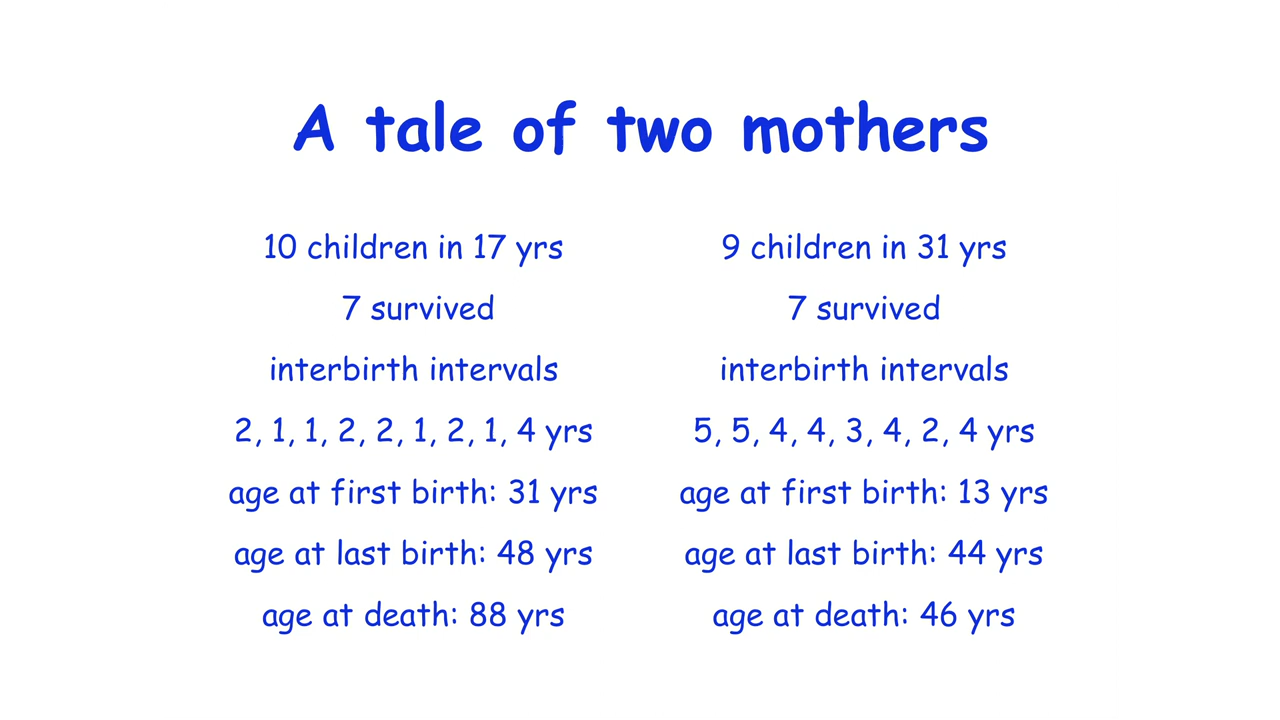 A tale of two mothers
10 children in 17 yrs
7 survived
interbirth intervals
2, 1, 1, 2, 2, 1, 2, 1, 4 yrs
age at first birth: 31 yrs
age at last birth: 48 yrs
age at death: 88 yrs
9 children in 31 yrs
7 survived
interbirth intervals
5, 5, 4, 4, 3, 4, 2, 4 yrs
age at first birth: 13 yrs
age at last birth: 44 yrs
age at death: 46 yrs